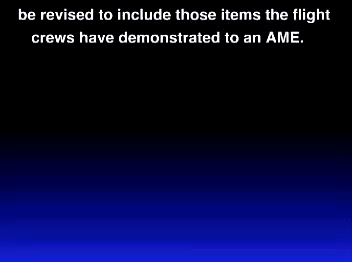 be revised to include those items the flight
crews have demonstrated to an AME.